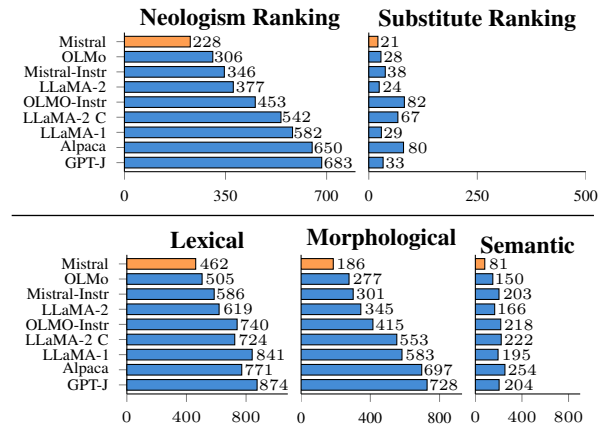 Neologism Ranking Substitute Ranking
Mistral 228 21
OLMo 306 28
Mistral-Instr 346 38
LLaMA-2 377 24
OLMO-Instr 453 82
LLaMA-2 C 542 67
LLaMA-1 582 29
Alpaca 650 80
GPT-J 683 33
0 350 700 0 250 500
Lexical Morphological Semantic
Mistral 462 186 81
OLMo 505 277 150
Mistral-Instr 586 301 203
LLaMA-2 619 345 166
OLMO-Instr 740 415 218
LLaMA-2 C 724 553 222
LLaMA-1 841 583 195
Alpaca 771 697 254
GPT-J 874 728 204
0 400 800 0 400 800 0 400 800